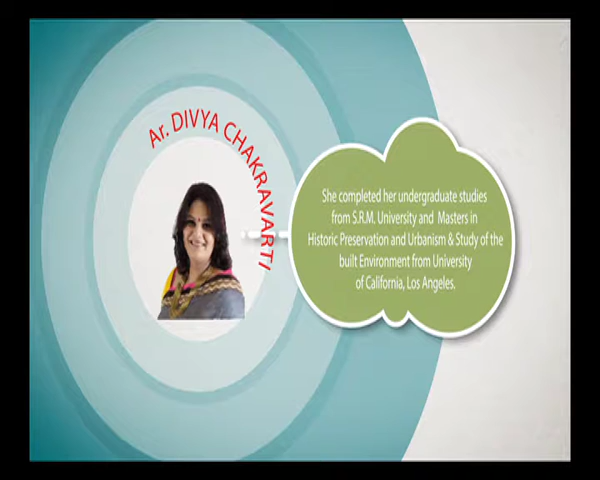 Ar. DIVYA CHAKRAVARTI
She completed her undergraduate studies
from S.R.M. University and Masters in
Historic Preservation and Urbanism & Study of the
built Environment from University
of California, Los Angeles.